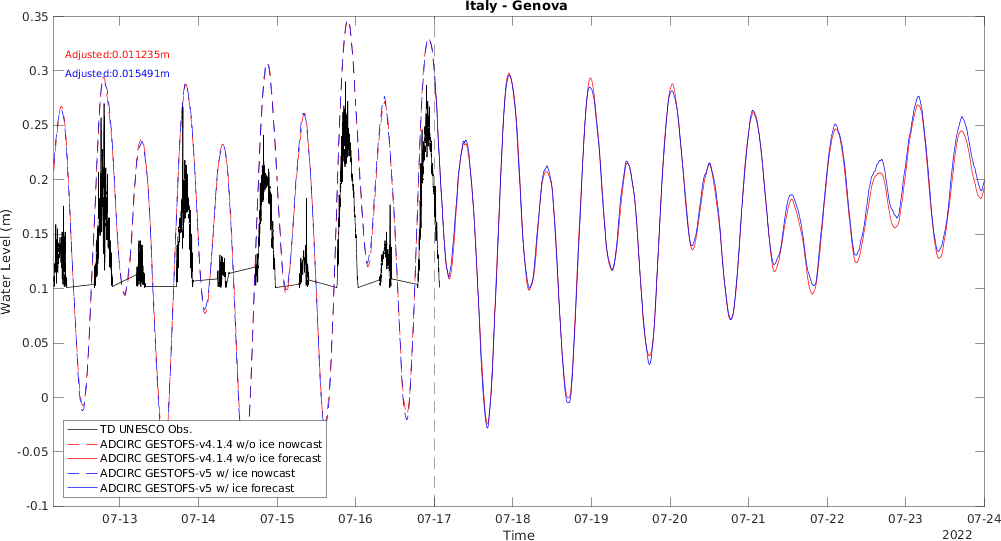 Italy - Genova
Adjusted:0.011235m
Adjusted:0.015491m
Water Level (m)
0.35
0.3
0.25
0.2
0.15
0.1
0.05
0
-0.05
-0.1
TD UNESCO Obs.
ADCIRC GESTOFS-v4.1.4 w/o ice nowcast
ADCIRC GESTOFS-v4.1.4 w/o ice forecast
ADCIRC GESTOFS-v5 w/ ice nowcast
ADCIRC GESTOFS-v5 w/ ice forecast
07-13 07-14 07-15 07-16 07-17 07-18 07-19 07-20 07-21 07-22 07-23 07-24
Time
2022